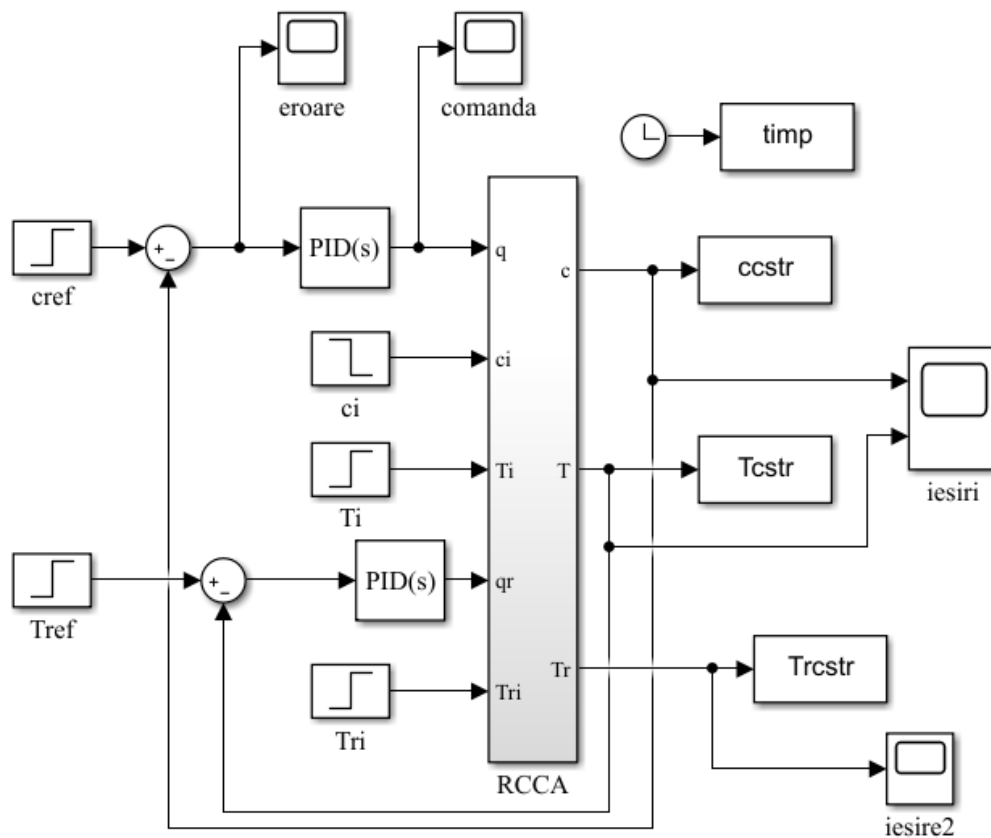 eroare
comanda
timp
cref
+
−
PID(s)
q
c
ccstr
ci
ci
Ti
Ti
T
Tcstr
iesiri
Tref
+
−
PID(s)
qr
Tri
Tri
Tr
Trcstr
RCCA
iesire2